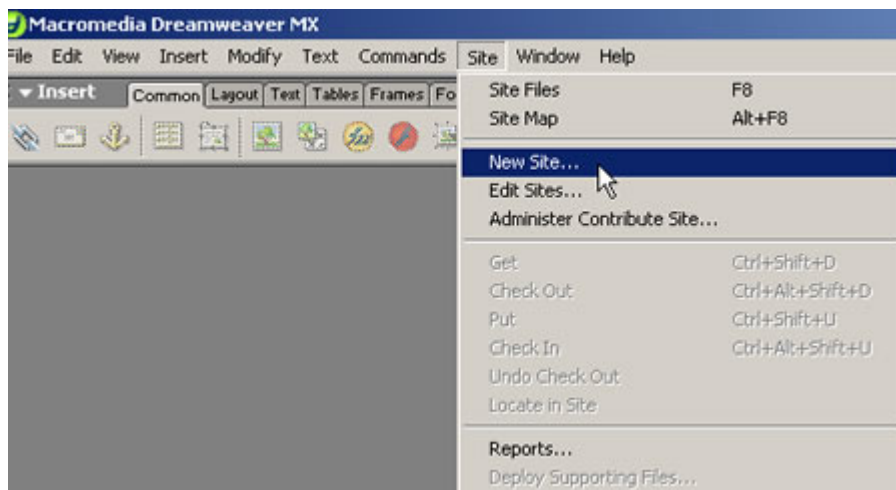 Macromedia Dreamweaver MX
File Edit View Insert Modify Text Commands Site Window Help
Insert Common Layout Text Tables Frames Fo
Site Files F8
Site Map Alt+F8
New Site...
Edit Sites...
Administer Contribute Site...
Get Ctrl+Shift+D
Check Out Ctrl+Alt+Shift+D
Put Ctrl+Shift+U
Check In Ctrl+Alt+Shift+U
Undo Check Out
Locate in Site
Reports...
Deploy Supporting Files...